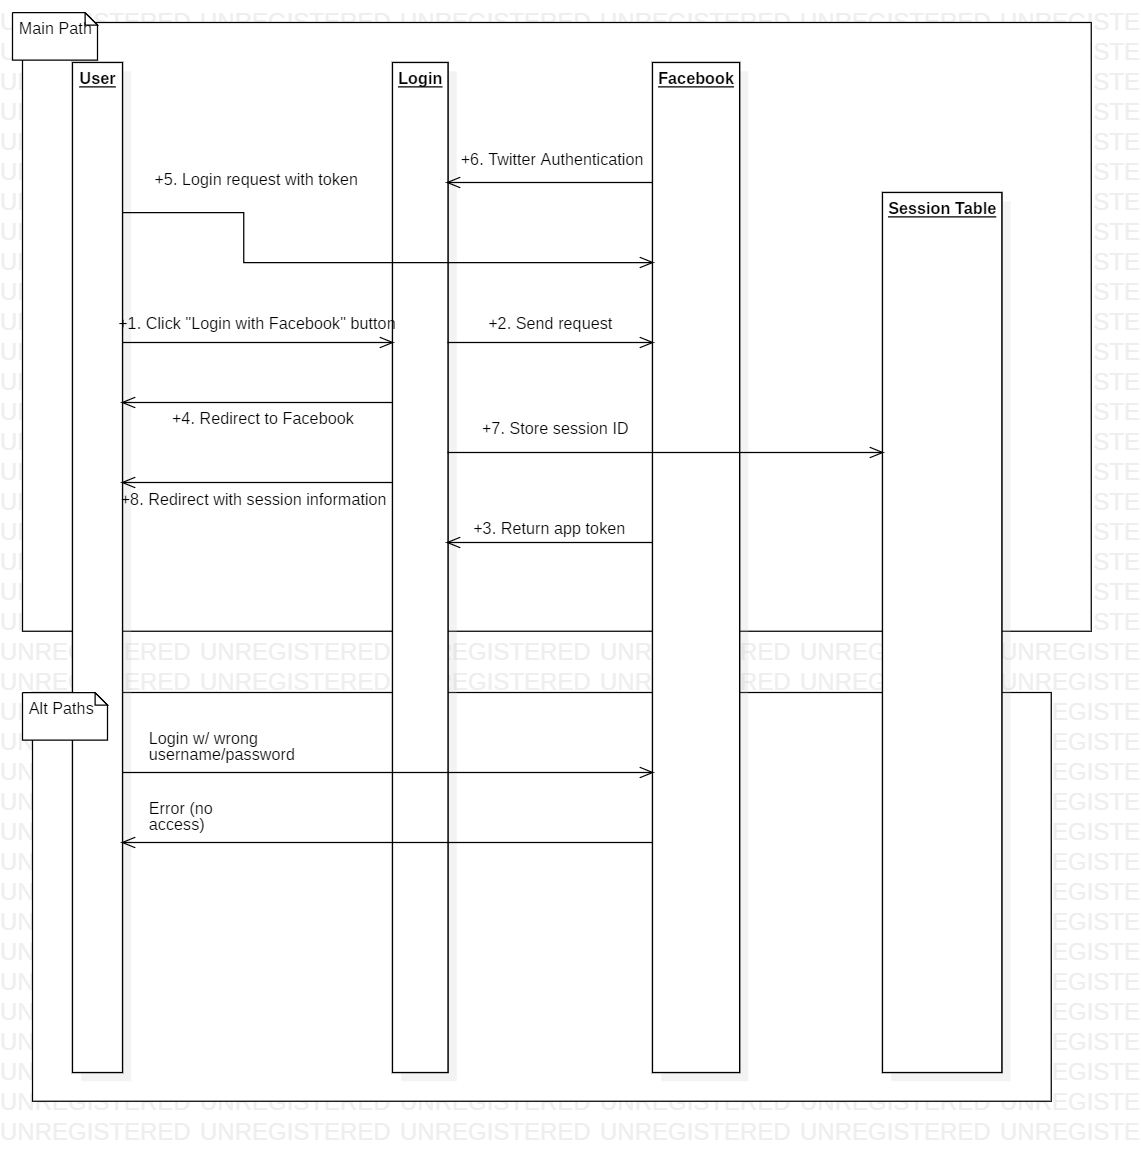 Main Path
User
Login
Facebook
+6. Twitter Authentication
+5. Login request with token
Session Table
+1. Click "Login with Facebook" button
+2. Send request
+4. Redirect to Facebook
+7. Store session ID
+8. Redirect with session information
+3. Return app token
Alt Paths
Login w/ wrong
username/password
Error (no
access)
UNREGISTERED UNREGISTERED UNREGISTERED UNREGISTERED UNREGISTERED UNREGISTE